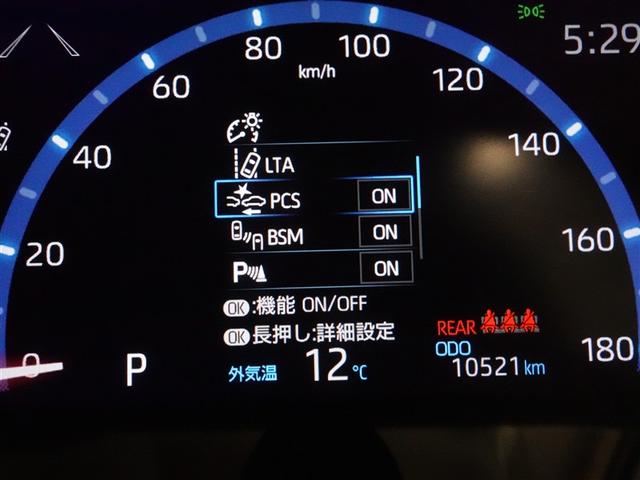 5:29
0
20
40
60
80
100
120
140
160
180
km/h
LTA
PCS ON
BSM ON
P ON
OK:機能 ON/OFF
OK長押し:詳細設定
REAR
ODO
10521 km
P
外気温 12℃